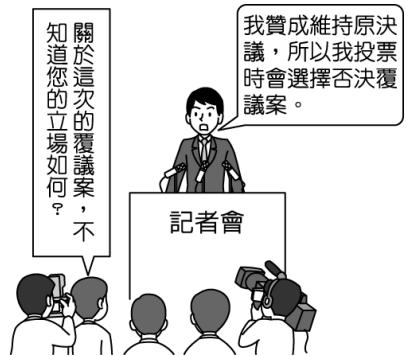 關於這次的覆議案，不
知道您的立場如何？
我贊成維持原決
議，所以我投票
時會選擇否決覆
議案。
記者會